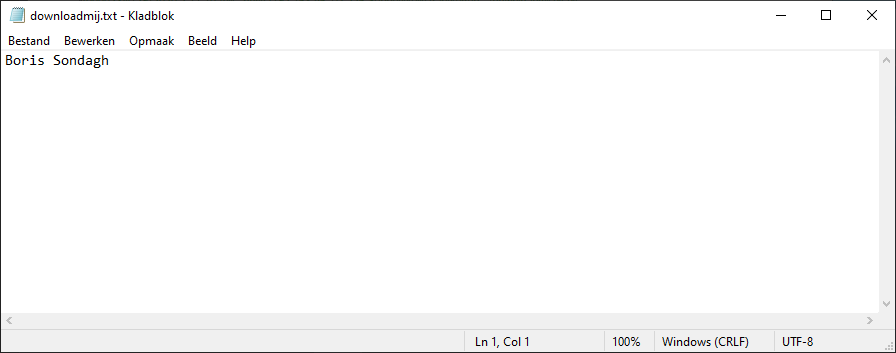 downloadmij.txt - Kladblok
Bestand Bewerken Opmaak Beeld Help
Boris Sondagh
Ln 1, Col 1 100% Windows (CRLF) UTF-8